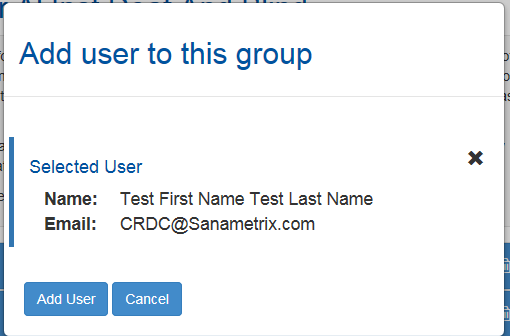 Add user to this group
Selected User
Name: Test First Name Test Last Name
Email: CRDC@Sanametrix.com
Add User Cancel